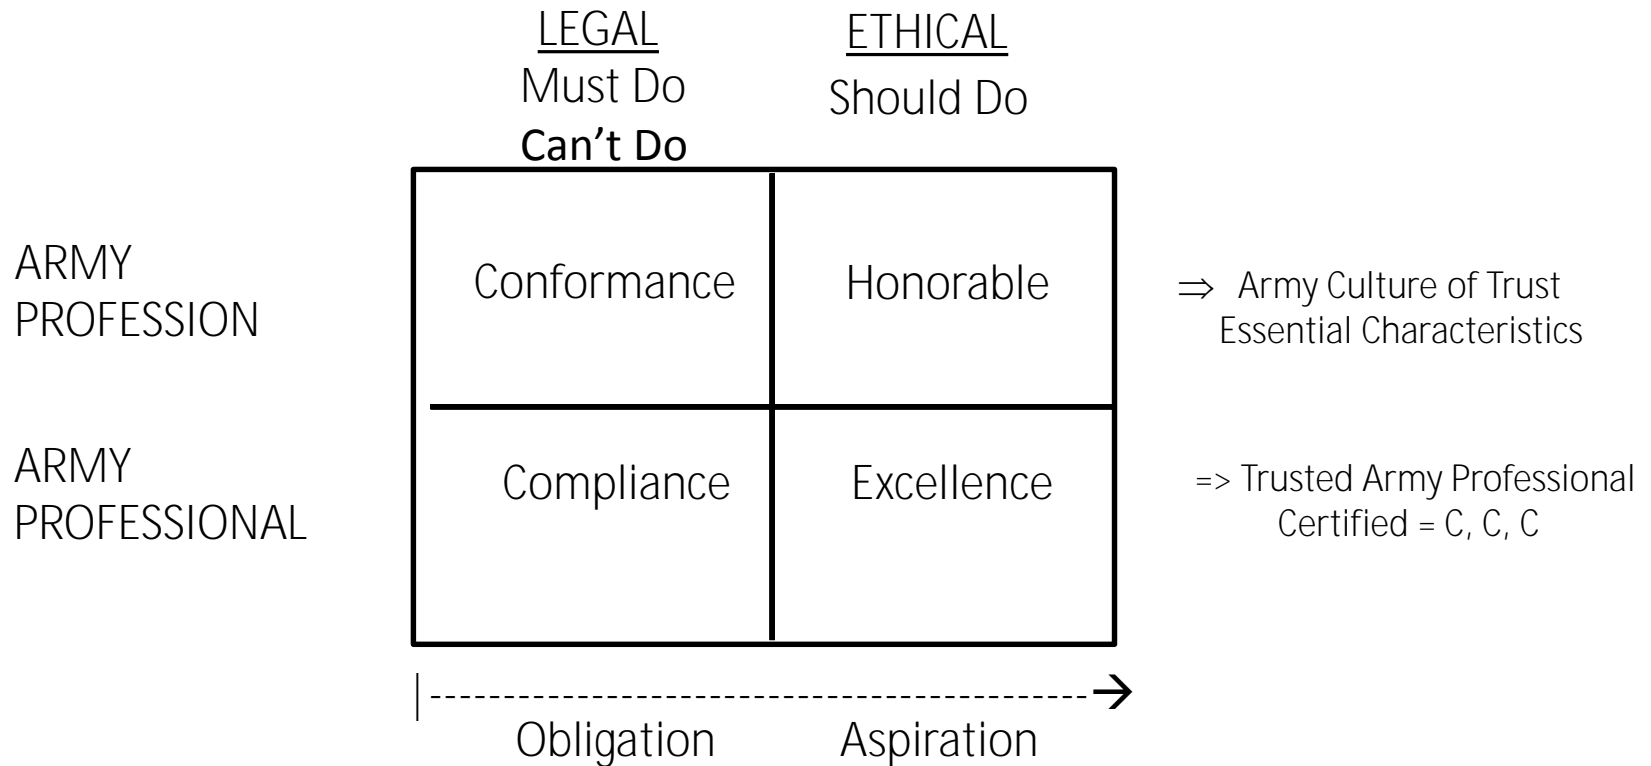 LEGAL
Must Do
Can't Do
ETHICAL
Should Do
ARMY
PROFESSION
Conformance
Honorable
⇒ Army Culture of Trust
Essential Characteristics
ARMY
PROFESSIONAL
Compliance
Excellence
=> Trusted Army Professional
Certified = C, C, C
Obligation
Aspiration